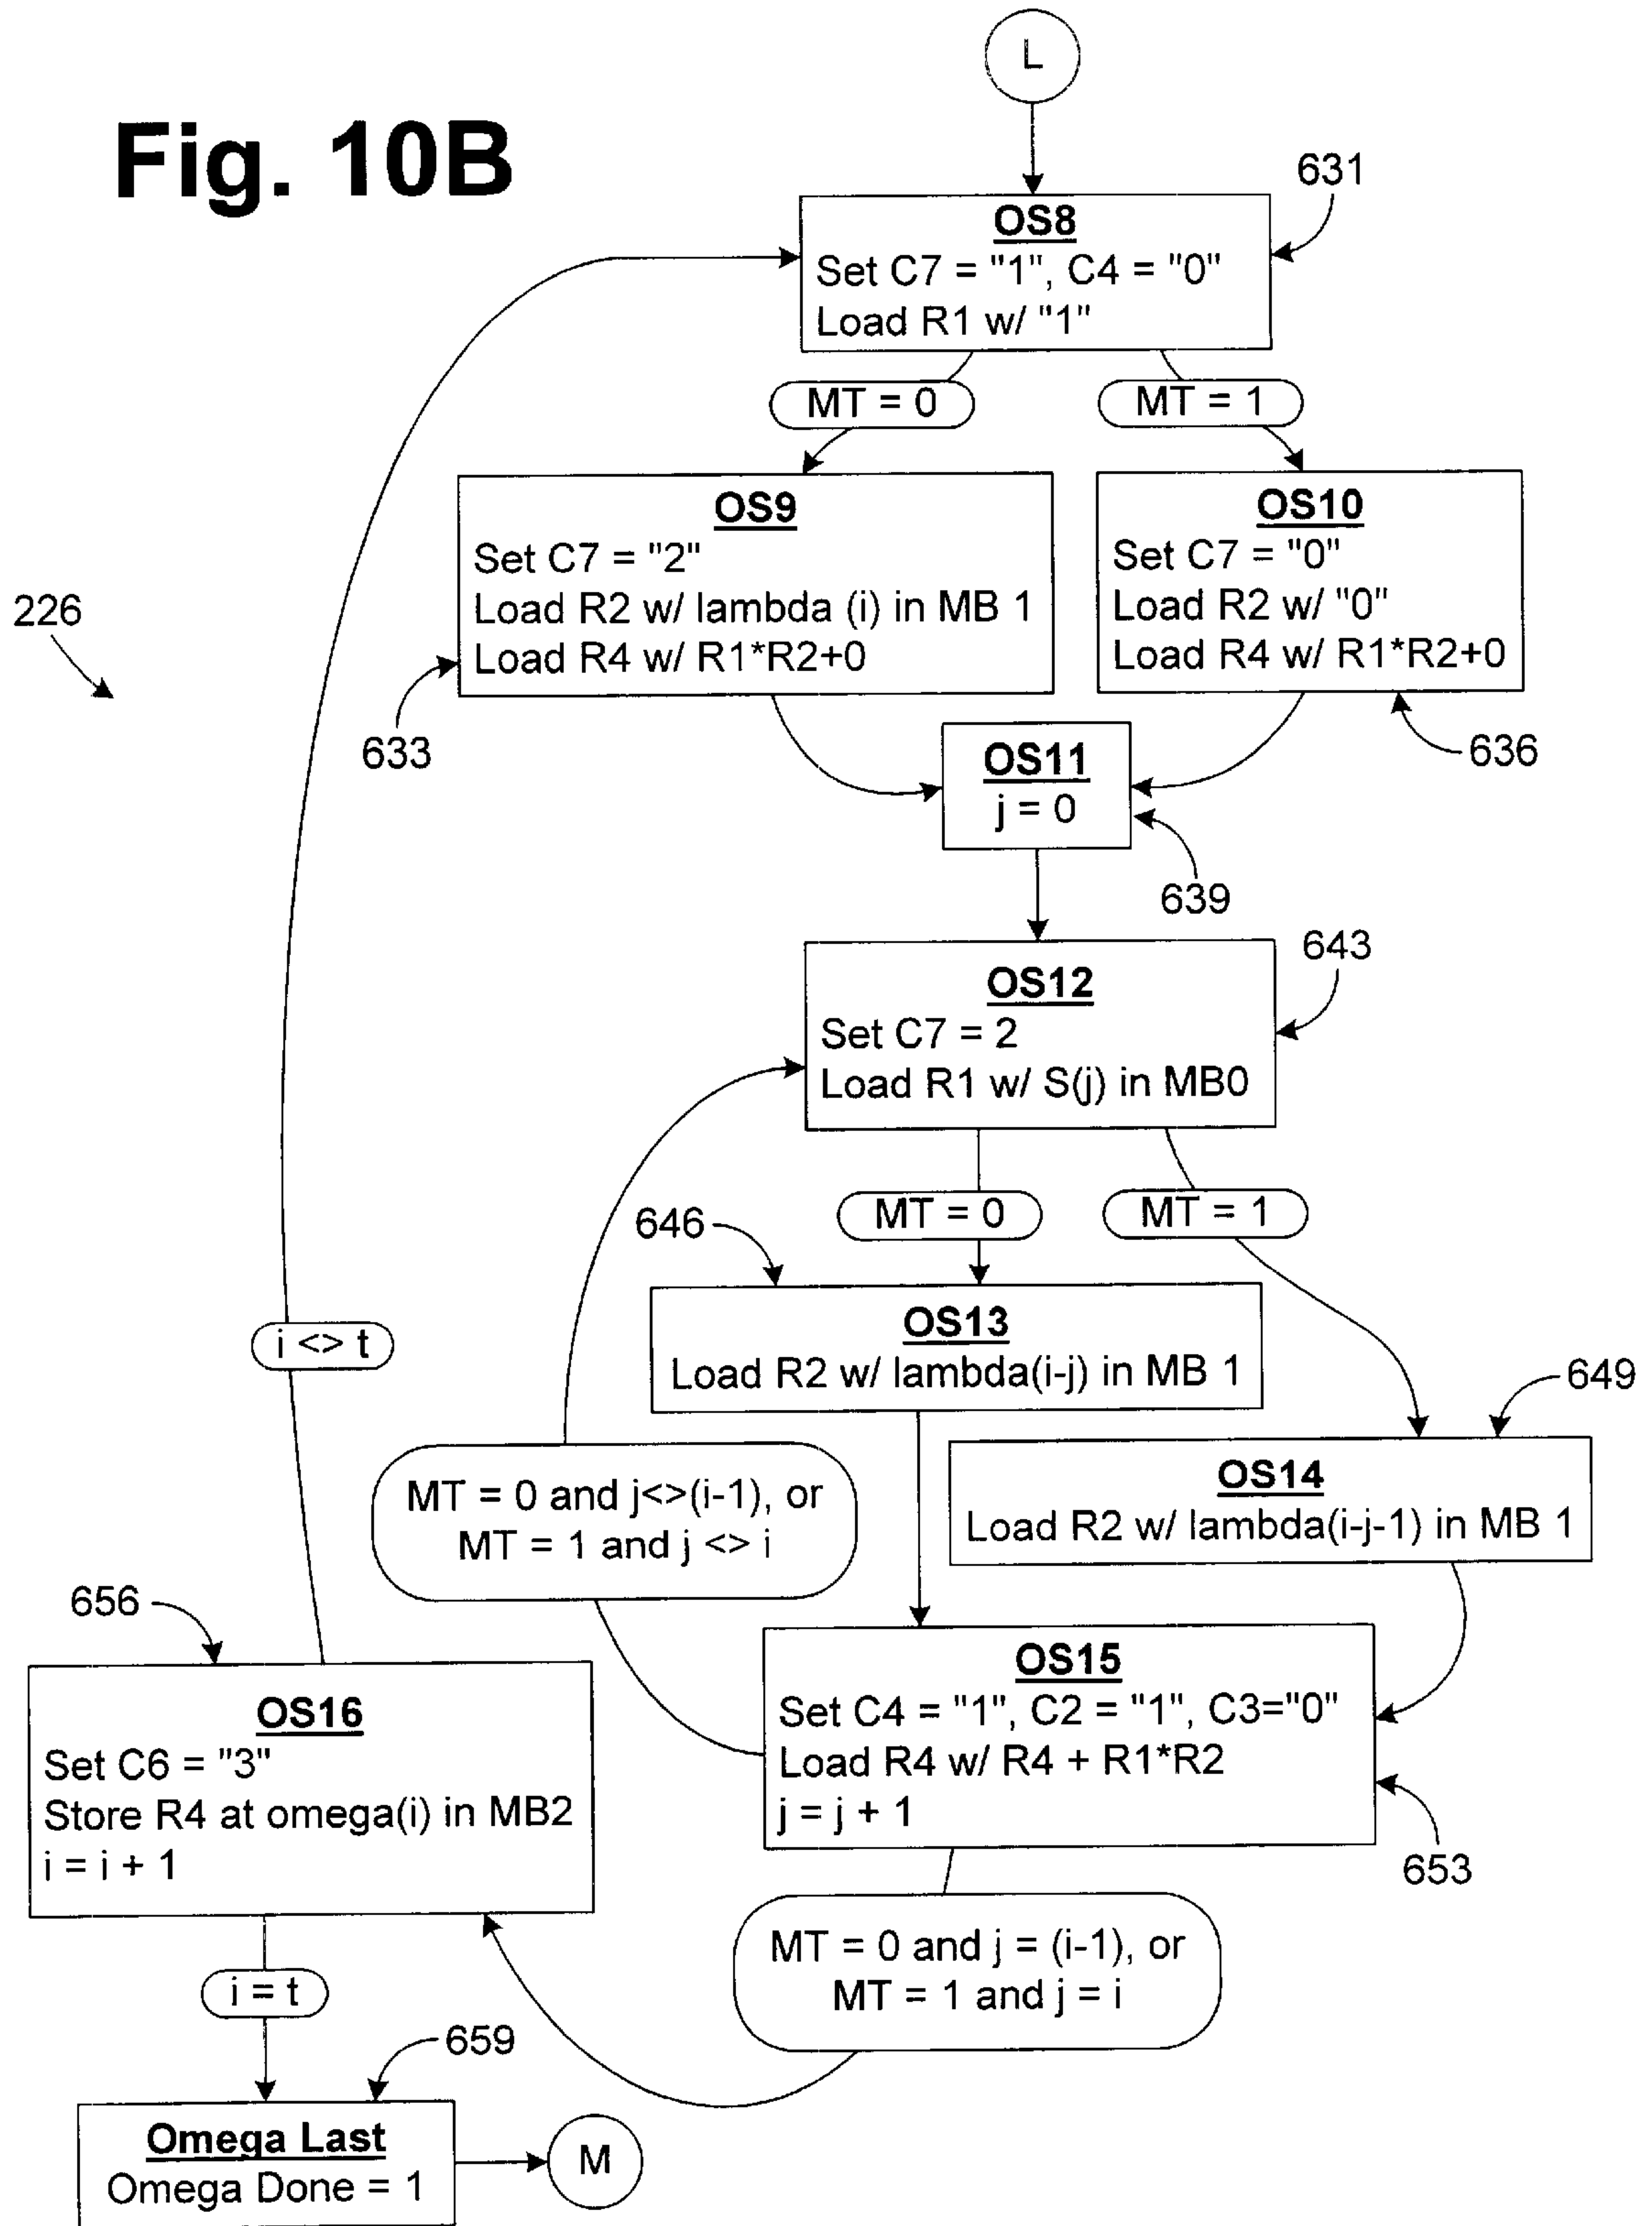 L
Fig. 10B
631
OS8
Set C7 = "1", C4 = "0"
Load R1 w/ "1"
MT = 0
MT = 1
OS9
Set C7 = "2"
Load R2 w/ lambda (i) in MB 1
Load R4 w/ R1*R2+0
OS10
Set C7 = "0"
Load R2 w/ "0"
Load R4 w/ R1*R2+0
226
633
636
OS11
j = 0
639
643
OS12
Set C7 = 2
Load R1 w/ S(j) in MB0
646
MT = 0
MT = 1
OS13
Load R2 w/ lambda(i-j) in MB 1
i <> t
649
OS14
Load R2 w/ lambda(i-j-1) in MB 1
MT = 0 and j<>(i-1), or
MT = 1 and j <> i
656
OS15
Set C4 = "1", C2 = "1", C3="0"
Load R4 w/ R4 + R1*R2
j = j + 1
653
OS16
Set C6 = "3"
Store R4 at omega(i) in MB2
i = i + 1
MT = 0 and j = (i-1), or
MT = 1 and j = i
i = t
659
Omega Last
Omega Done = 1
M